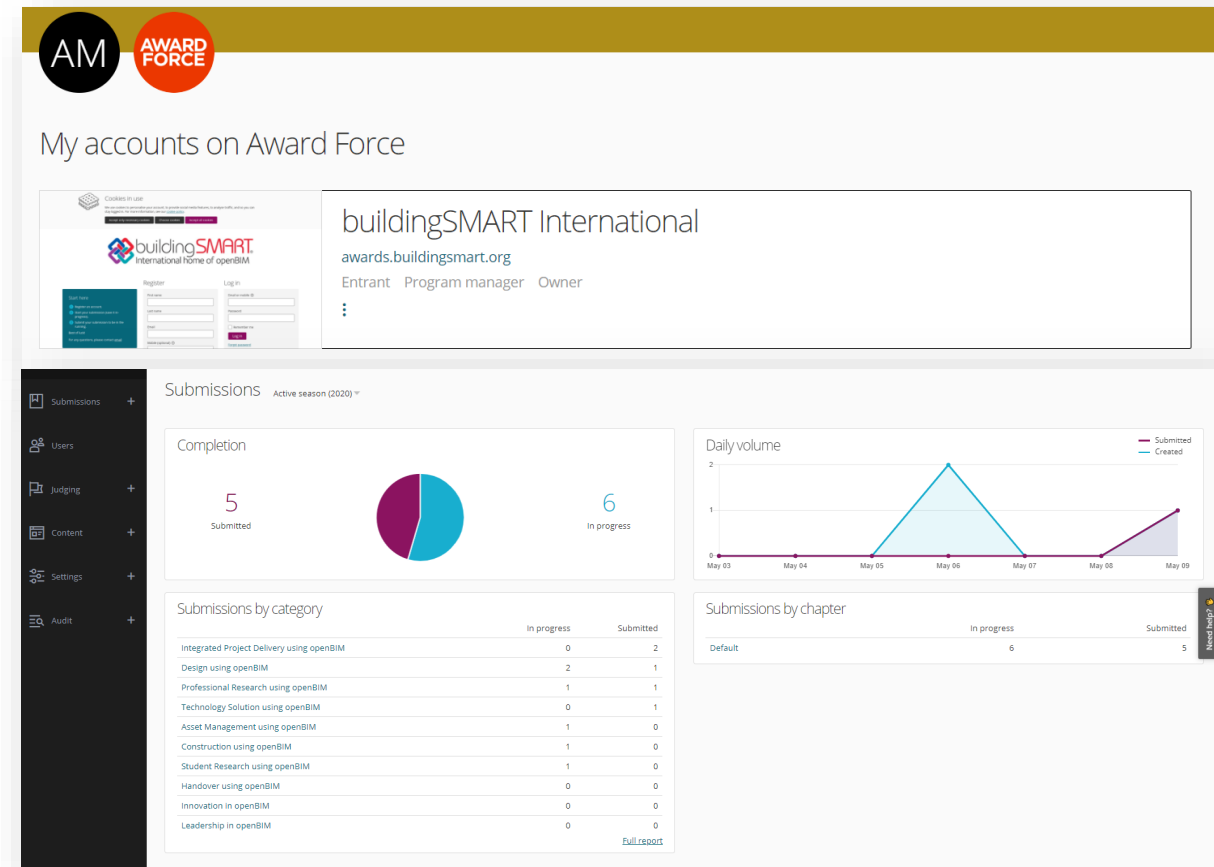 AM
AWARD
FORCE
My accounts on Award Force
Cookies in use
buildingSMART
International home of openBIM
Register
Log in
buildingSMART International
awards.buildingsmart.org
Entrant Program manager Owner
Submissions +
Users
Judging +
Content +
Settings +
Audit +
Submissions Active season (2020)
Completion
5
Submitted
6
In progress
Daily volume
Submitted
Created
2
1
0
May 03 May 04 May 05 May 06 May 07 May 08 May 09
Submissions by category
In progress Submitted
Integrated Project Delivery using openBIM 0 2
Design using openBIM 2 1
Professional Research using openBIM 1 1
Technology Solution using openBIM 0 1
Asset Management using openBIM 1 0
Construction using openBIM 1 0
Student Research using openBIM 1 0
Handover using openBIM 0 0
Innovation in openBIM 0 0
Leadership in openBIM 0 0
Full report
Submissions by chapter
In progress Submitted
Default 6 5
Need help?